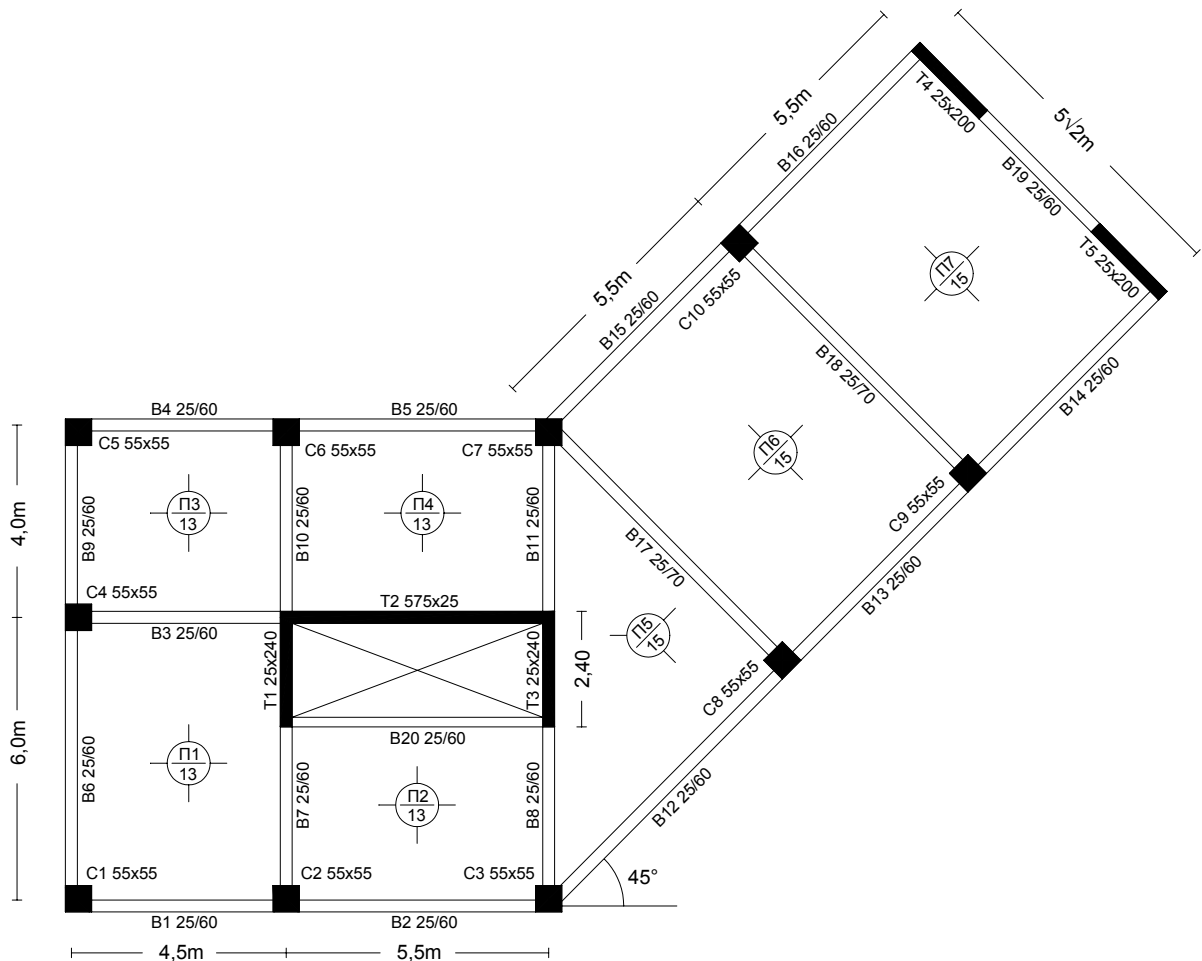 5,5m
5√2m
B16 25/60
T4 25x200
B19 25/60
T5 25x200
Π7
15
5,5m
B15 25/60
C10 55x55
B18 25/70
B14 25/60
B4 25/60
B5 25/60
C5 55x55
C6 55x55
C7 55x55
Π6
15
C9 55x55
4,0m
B9 25/60
Π3
13
B10 25/60
Π4
13
B11 25/60
B17 25/70
B13 25/60
C4 55x55
T2 575x25
B3 25/60
T1 25x240
T3 25x240
2,40
Π5
15
C8 55x55
6,0m
B6 25/60
Π1
13
B20 25/60
B7 25/60
Π2
13
B8 25/60
B12 25/60
C1 55x55
C2 55x55
C3 55x55
45°
B1 25/60
B2 25/60
4,5m
5,5m